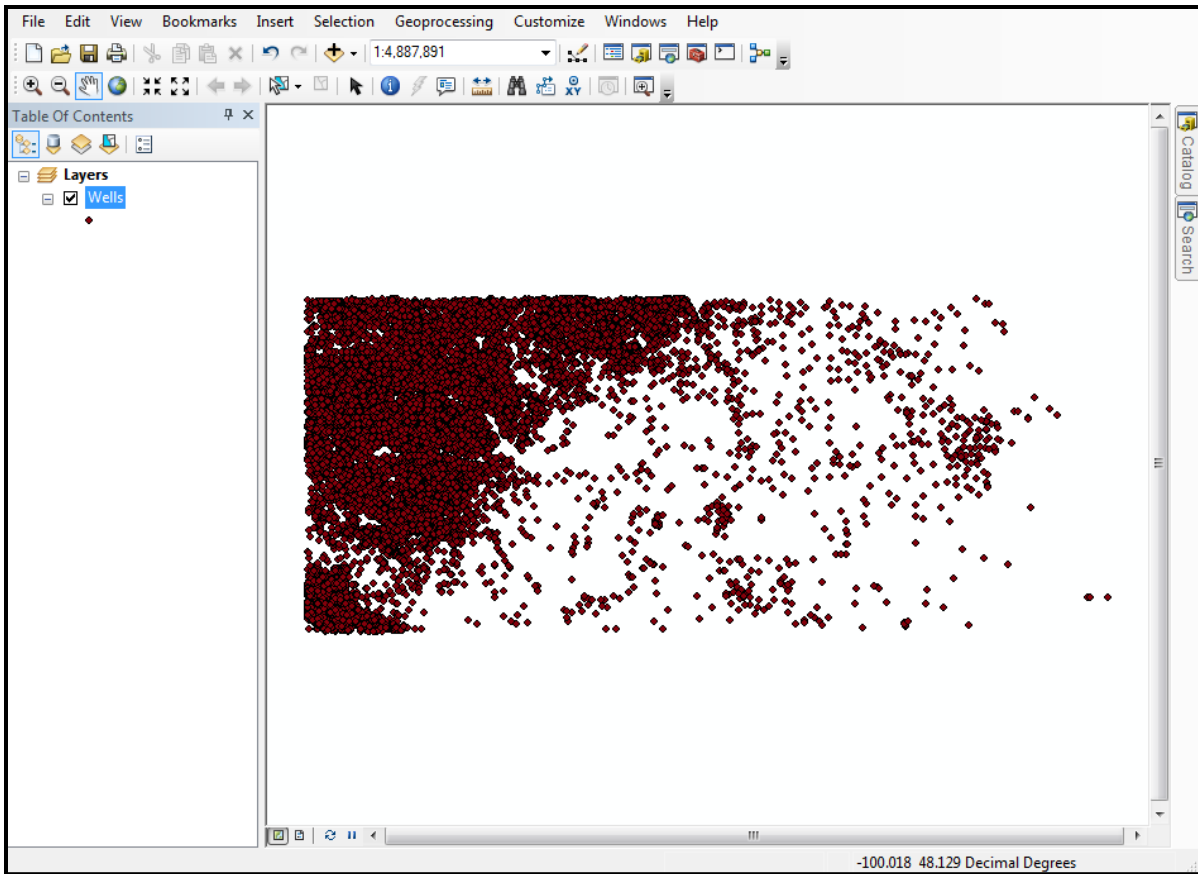 File Edit View Bookmarks Insert Selection Geoprocessing Customize Windows Help
1:4,887,891
Table Of Contents
Layers
Wells
Catalog
Search
-100.018 48.129 Decimal Degrees